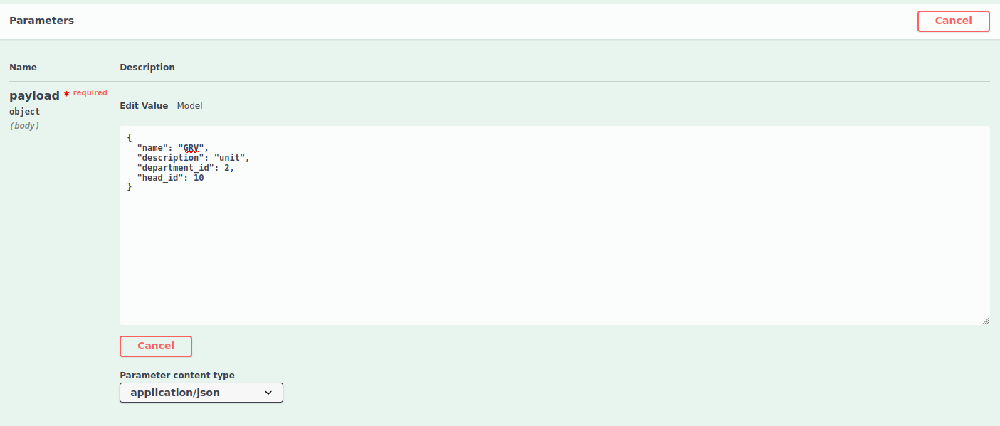 Parameters
Cancel
Name Description
payload * required
object
(body)
Edit Value Model
{
"name": "GRV",
"description": "unit",
"department_id": 2,
"head_id": 10
}
Cancel
Parameter content type
application/json